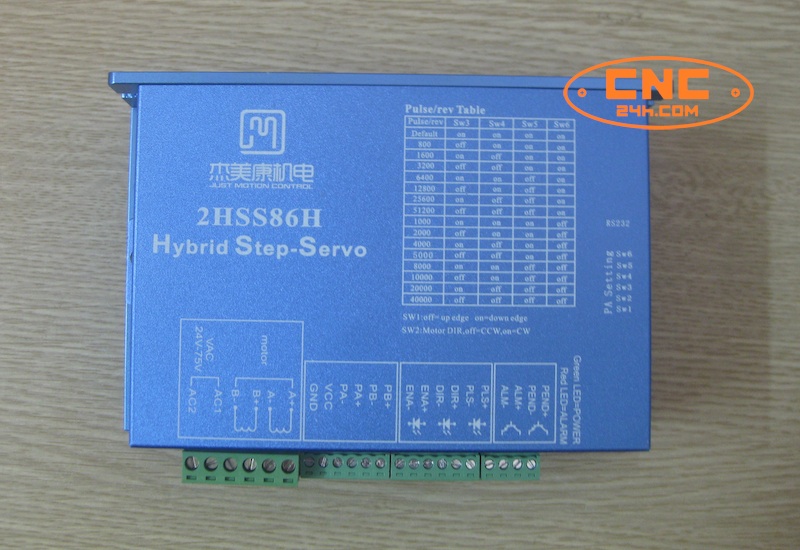 CNC
24H.COM
杰美康机电
JUST MOTION CONTROL
2HSS86H
Hybrid Step-Servo
Pulse/rev Table
Pulse/rev Sw3 Sw4 Sw5 Sw6
Default on on on on
800 off on on on
1600 on off on on
3200 off off on on
6400 on on off on
12800 off on off on
25600 on off off on
51200 off off off on
1000 on on on off
2000 off on on off
4000 on off on off
5000 off off on off
8000 on on off off
10000 off on off off
20000 on off off off
40000 off off off off
SW1:off=up edge on=down edge
SW2:Motor DIR,off=CCW,on=CW
RS232
PA Setting
Sw6
Sw5
Sw4
Sw3
Sw2
Sw1
Green LED=POWER
Red LED=ALARM
PEND+
PEND-
ALM+
ALM-
PLS+
PLS-
DIR+
DIR-
ENA+
ENA-
PB+
PB-
PA+
PA-
VCC
GND
motor
A+
A-
B+
B-
VAC
24V-75V
AC1
AC2